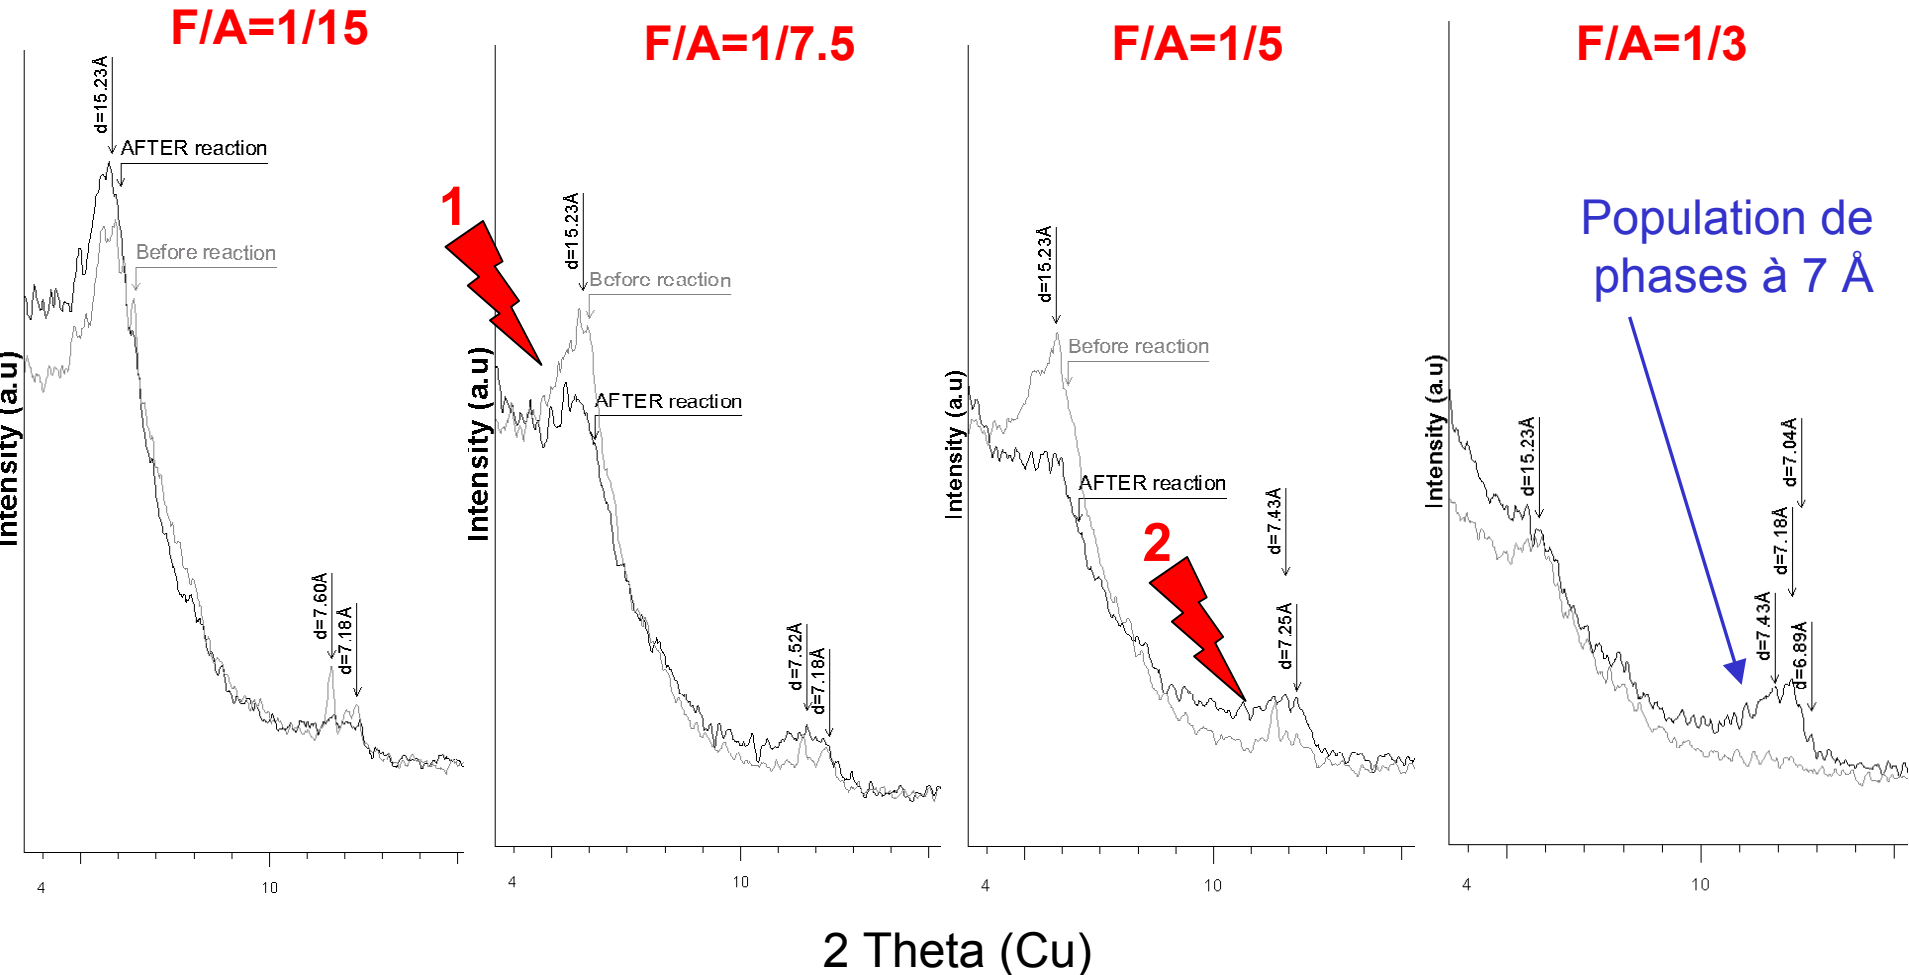 F/A=1/15
d=15.23Å
AFTER reaction
Before reaction
d=7.60Å
d=7.18Å
Intensity (a.u)
4
10
F/A=1/7.5
1
d=15.23Å
Before reaction
AFTER reaction
d=7.52Å
d=7.18Å
Intensity (a.u)
4
10
F/A=1/5
d=15.23Å
Before reaction
AFTER reaction
2
d=7.43Å
d=7.25Å
Intensity (a.u)
4
10
F/A=1/3
Population de
phases à 7 Å
d=15.23Å
d=7.43Å
d=7.18Å
d=7.04Å
d=6.89Å
Intensity (a.u)
4
10
2 Theta (Cu)